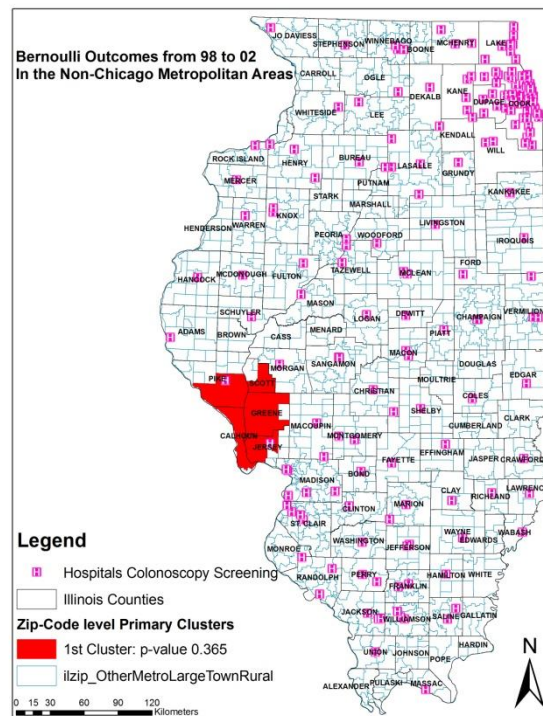 Bernoulli Outcomes from 98 to 02
In the Non-Chicago Metropolitan Areas
JO DAVIESS
STEPHENSON
WINNEBAGO
BOONE
MCHENRY
LAKE
CARROLL
OGLE
DEKALB
KANE
DUPAGE
COOK
WHITESIDE
LEE
KENDALL
WILL
ROCK ISLAND
HENRY
BUREAU
LASALLE
GRUNDY
MERCER
PUTNAM
KANKAKEE
STARK
MARSHALL
KNOX
LIVINGSTON
HENDERSON
WARREN
PEORIA
WOODFORD
IROQUOIS
FORD
HANCOCK
MCDONOUGH
FULTON
TAZEWELL
MCLEAN
MASON
SCHUYLER
LOGAN
DEWITT
CHAMPAIGN
VERMILION
ADAMS
BROWN
CASS
MENARD
PIATT
MACON
MORGAN
SANGAMON
DOUGLAS
EDGAR
PIKE
SCOTT
CHRISTIAN
MOULTRIE
COLES
GREENE
SHELBY
CLARK
MACOUPIN
CUMBERLAND
CALHOUN
MONTGOMERY
JERSEY
EFFINGHAM
JASPER
CRAWFORD
FAYETTE
BOND
MADISON
CLAY
RICHLAND
LAWRENCE
CLINTON
MARION
ST. CLAIR
WAYNE
WABASH
WASHINGTON
EDWARDS
JEFFERSON
MONROE
RANDOLPH
PERRY
HAMILTON
WHITE
FRANKLIN
JACKSON
WILLIAMSON
SALINE
GALLATIN
HARDIN
UNION
JOHNSON
POPE
ALEXANDER
PULASKI
MASSAC
Legend
H Hospitals Colonoscopy Screening
Illinois Counties
Zip-Code level Primary Clusters
1st Cluster: p-value 0.365
ilzip_OtherMetroLargeTownRural
0 15 30 60 90 120
Kilometers
N